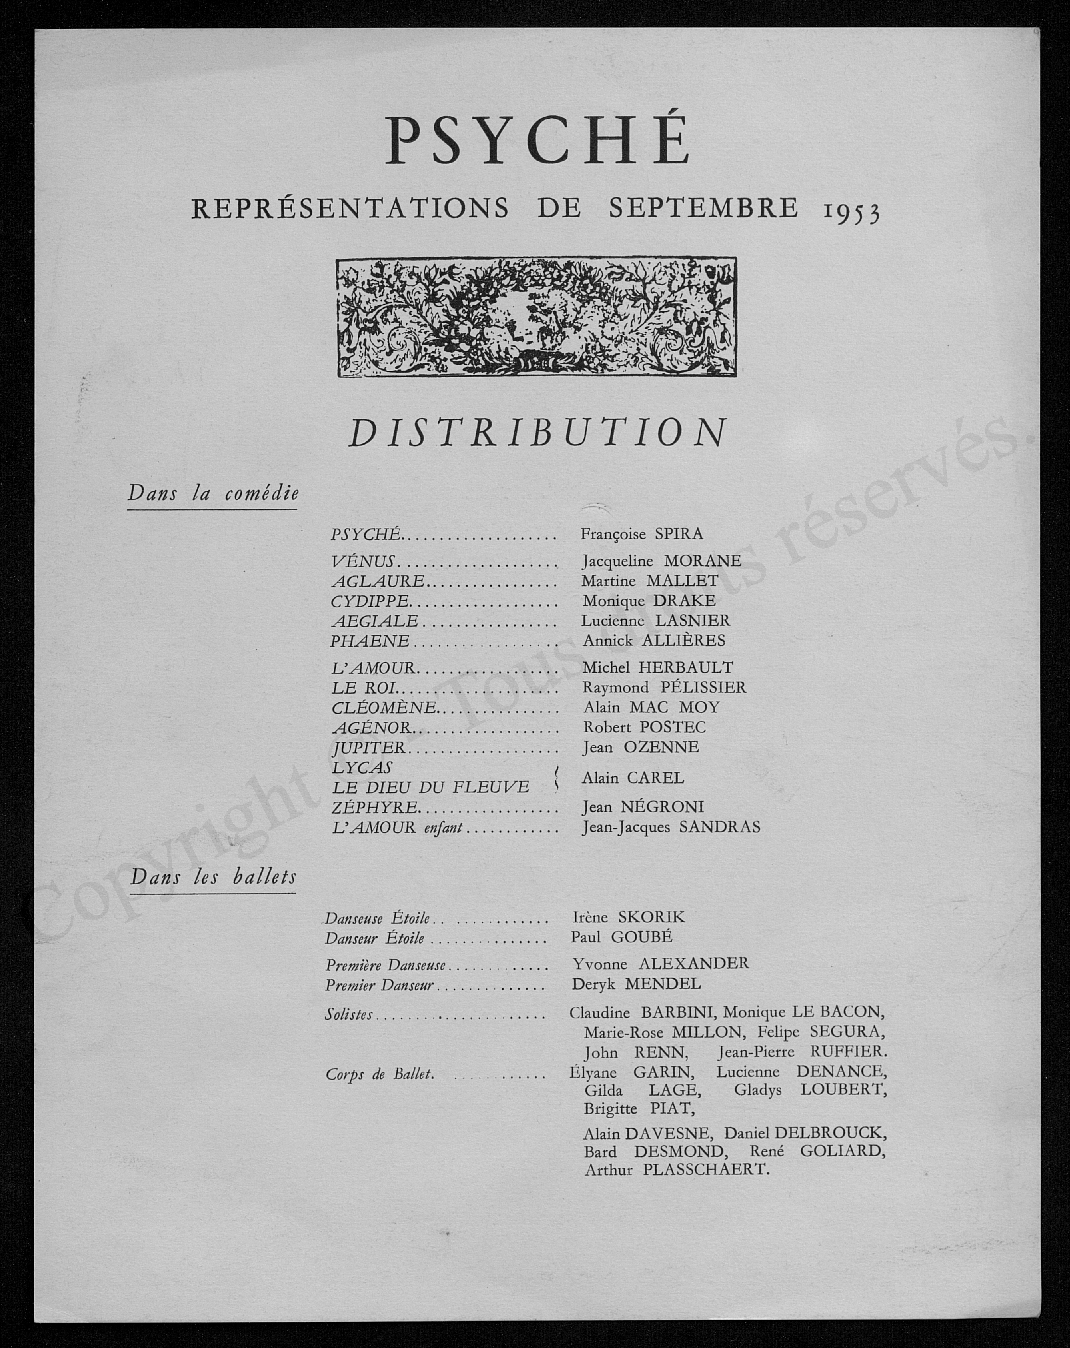 PSYCHÉ
REPRÉSENTATIONS DE SEPTEMBRE 1953
DISTRIBUTION
Dans la comédie
PSYCHÉ.................... Françoise SPIRA
VÉNUS..................... Jacqueline MORANE
AGLAURE................. Martine MALLET
CYDIPPE................... Monique DRAKE
AEGIALE.................. Lucienne LASNIER
PHAENE................... Annick ALLIÈRES
L'AMOUR................... Michel HERBAULT
LE ROI..................... Raymond PÉLISSIER
CLÉOMÈNE................ Alain MAC MOY
AGÉNOR................... Robert POSTEC
JUPITER.................... Jean OZENNE
LYCAS
LE DIEU DU FLEUVE } Alain CAREL
ZÉPHYRE................... Jean NÉGRONI
L'AMOUR enfant............ Jean-Jacques SANDRAS
Dans les ballets
Danseuse Étoile.............. Irène SKORIK
Danseur Étoile............... Paul GOUBÉ
Première Danseuse............. Yvonne ALEXANDER
Premier Danseur.............. Deryk MENDEL
Solistes...................... Claudine BARBINI, Monique LE BACON,
Marie-Rose MILLON, Felipe SEGURA,
John RENN, Jean-Pierre RUFFIER.
Corps de Ballet. ............ Élyane GARIN, Lucienne DENANCE,
Gilda LAGE, Gladys LOUBERT,
Brigitte PIAT,
Alain DAVESNE, Daniel DELBROUCK,
Bard DESMOND, René GOLIARD,
Arthur PLASSCHAERT.
Copyright © - Tous droits réservés.